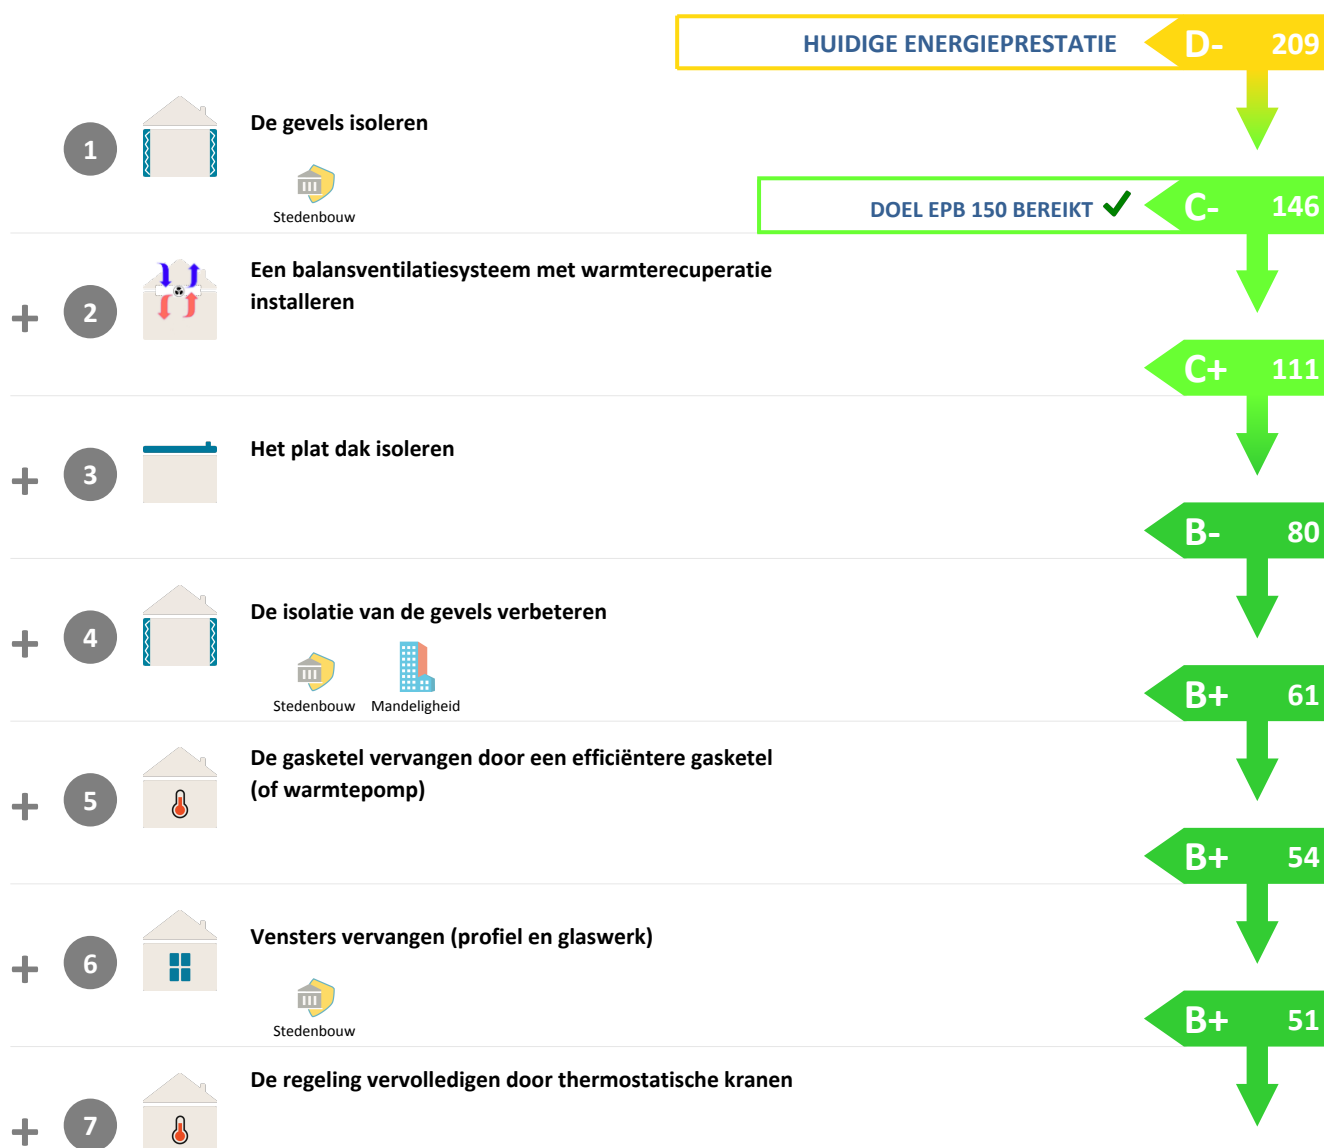 HUIDIGE ENERGIEPRESTATIE D- 209
1 De gevels isoleren
Stedenbouw
DOEL EPB 150 BEREIKT ✔ C- 146
+ 2 Een balansventilatiesysteem met warmterecuperatie
installeren
C+ 111
+ 3 Het plat dak isoleren
B- 80
+ 4 De isolatie van de gevels verbeteren
Stedenbouw Mandeligheid
B+ 61
+ 5 De gasketel vervangen door een efficiëntere gasketel
(of warmtepomp)
B+ 54
+ 6 Vensters vervangen (profiel en glaswerk)
Stedenbouw
B+ 51
+ 7 De regeling vervolledigen door thermostatische kranen